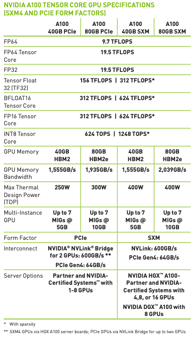 NVIDIA A100 TENSOR CORE GPU SPECIFICATIONS
(SXM4 AND PCIE FORM FACTORS)
A100 40GB PCIe A100 80GB PCIe A100 40GB SXM A100 80GB SXM
FP64 9.7 TFLOPS
FP64 Tensor Core 19.5 TFLOPS
FP32 19.5 TFLOPS
Tensor Float 32 (TF32) 156 TFLOPS | 312 TFLOPS*
BFLOAT16 Tensor Core 312 TFLOPS | 624 TFLOPS*
FP16 Tensor Core 312 TFLOPS | 624 TFLOPS*
INT8 Tensor Core 624 TOPS | 1248 TOPS*
GPU Memory 40GB HBM2 80GB HBM2e 40GB HBM2 80GB HBM2e
GPU Memory Bandwidth 1,555GB/s 1,935GB/s 1,555GB/s 2,039GB/s
Max Thermal Design Power (TDP) 250W 300W 400W 400W
Multi-Instance GPU Up to 7 MIGs @ 5GB Up to 7 MIGs @ 10GB Up to 7 MIGs @ 5GB Up to 7 MIGs @ 10GB
Form Factor PCIe SXM
Interconnect NVIDIA® NVLink® Bridge for 2 GPUs: 600GB/s ** PCIe Gen4: 64GB/s NVLink: 600GB/s PCIe Gen4: 64GB/s
Server Options Partner and NVIDIA-Certified Systems™ with 1-8 GPUs NVIDIA HGX™ A100-Partner and NVIDIA-Certified Systems with 4,8, or 16 GPUs NVIDIA DGX™ A100 with 8 GPUs
* With sparsity
** SXM4 GPUs via HGX A100 server boards; PCIe GPUs via NVLink Bridge for up to two GPUs